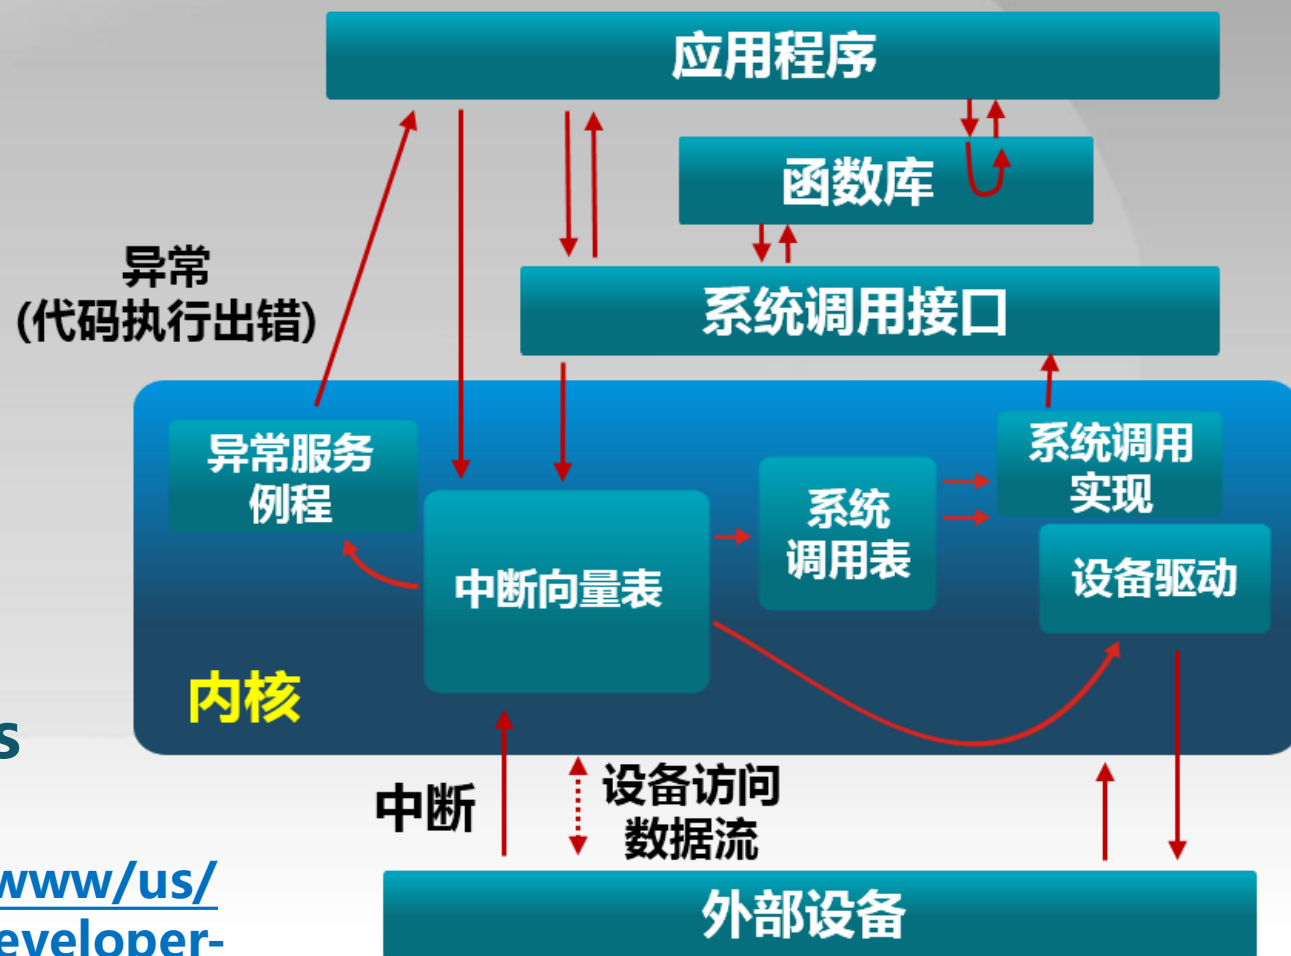 应用程序
函数库
异常
(代码执行出错)
系统调用接口
异常服务
例程
系统调用
实现
系统
调用表
中断向量表
设备驱动
内核
s
中断
设备访问
数据流
www/us/
eveloper-
外部设备